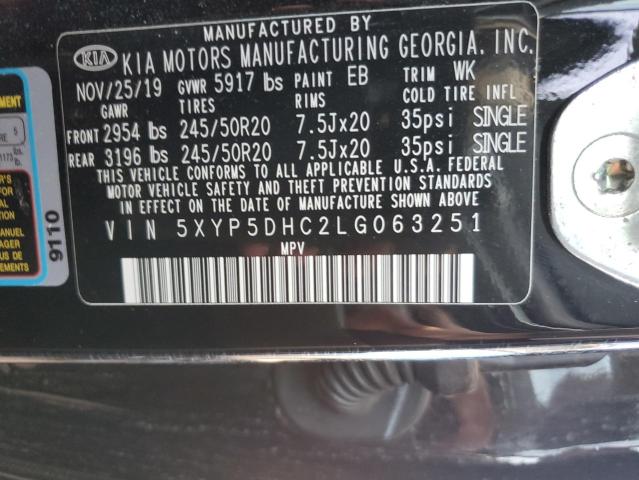 MANUFACTURED BY
KIA KIA MOTORS MANUFACTURING GEORGIA, INC.
NOV/25/19 GVWR 5917 lbs PAINT EB TRIM WK
GAWR TIRES RIMS COLD TIRE INFL
FRONT 2954 lbs 245/50R20 7.5Jx20 35psi SINGLE
REAR 3196 lbs 245/50R20 7.5Jx20 35psi SINGLE
THIS VEHICLE CONFORMS TO ALL APPLICABLE U.S.A. FEDERAL
MOTOR VEHICLE SAFETY AND THEFT PREVENTION STANDARDS IN
EFFECT ON THE DATE OF MANUFACTURE SHOWN ABOVE.
VIN 5XYP5DHC2LG063251
MPV
5
9110